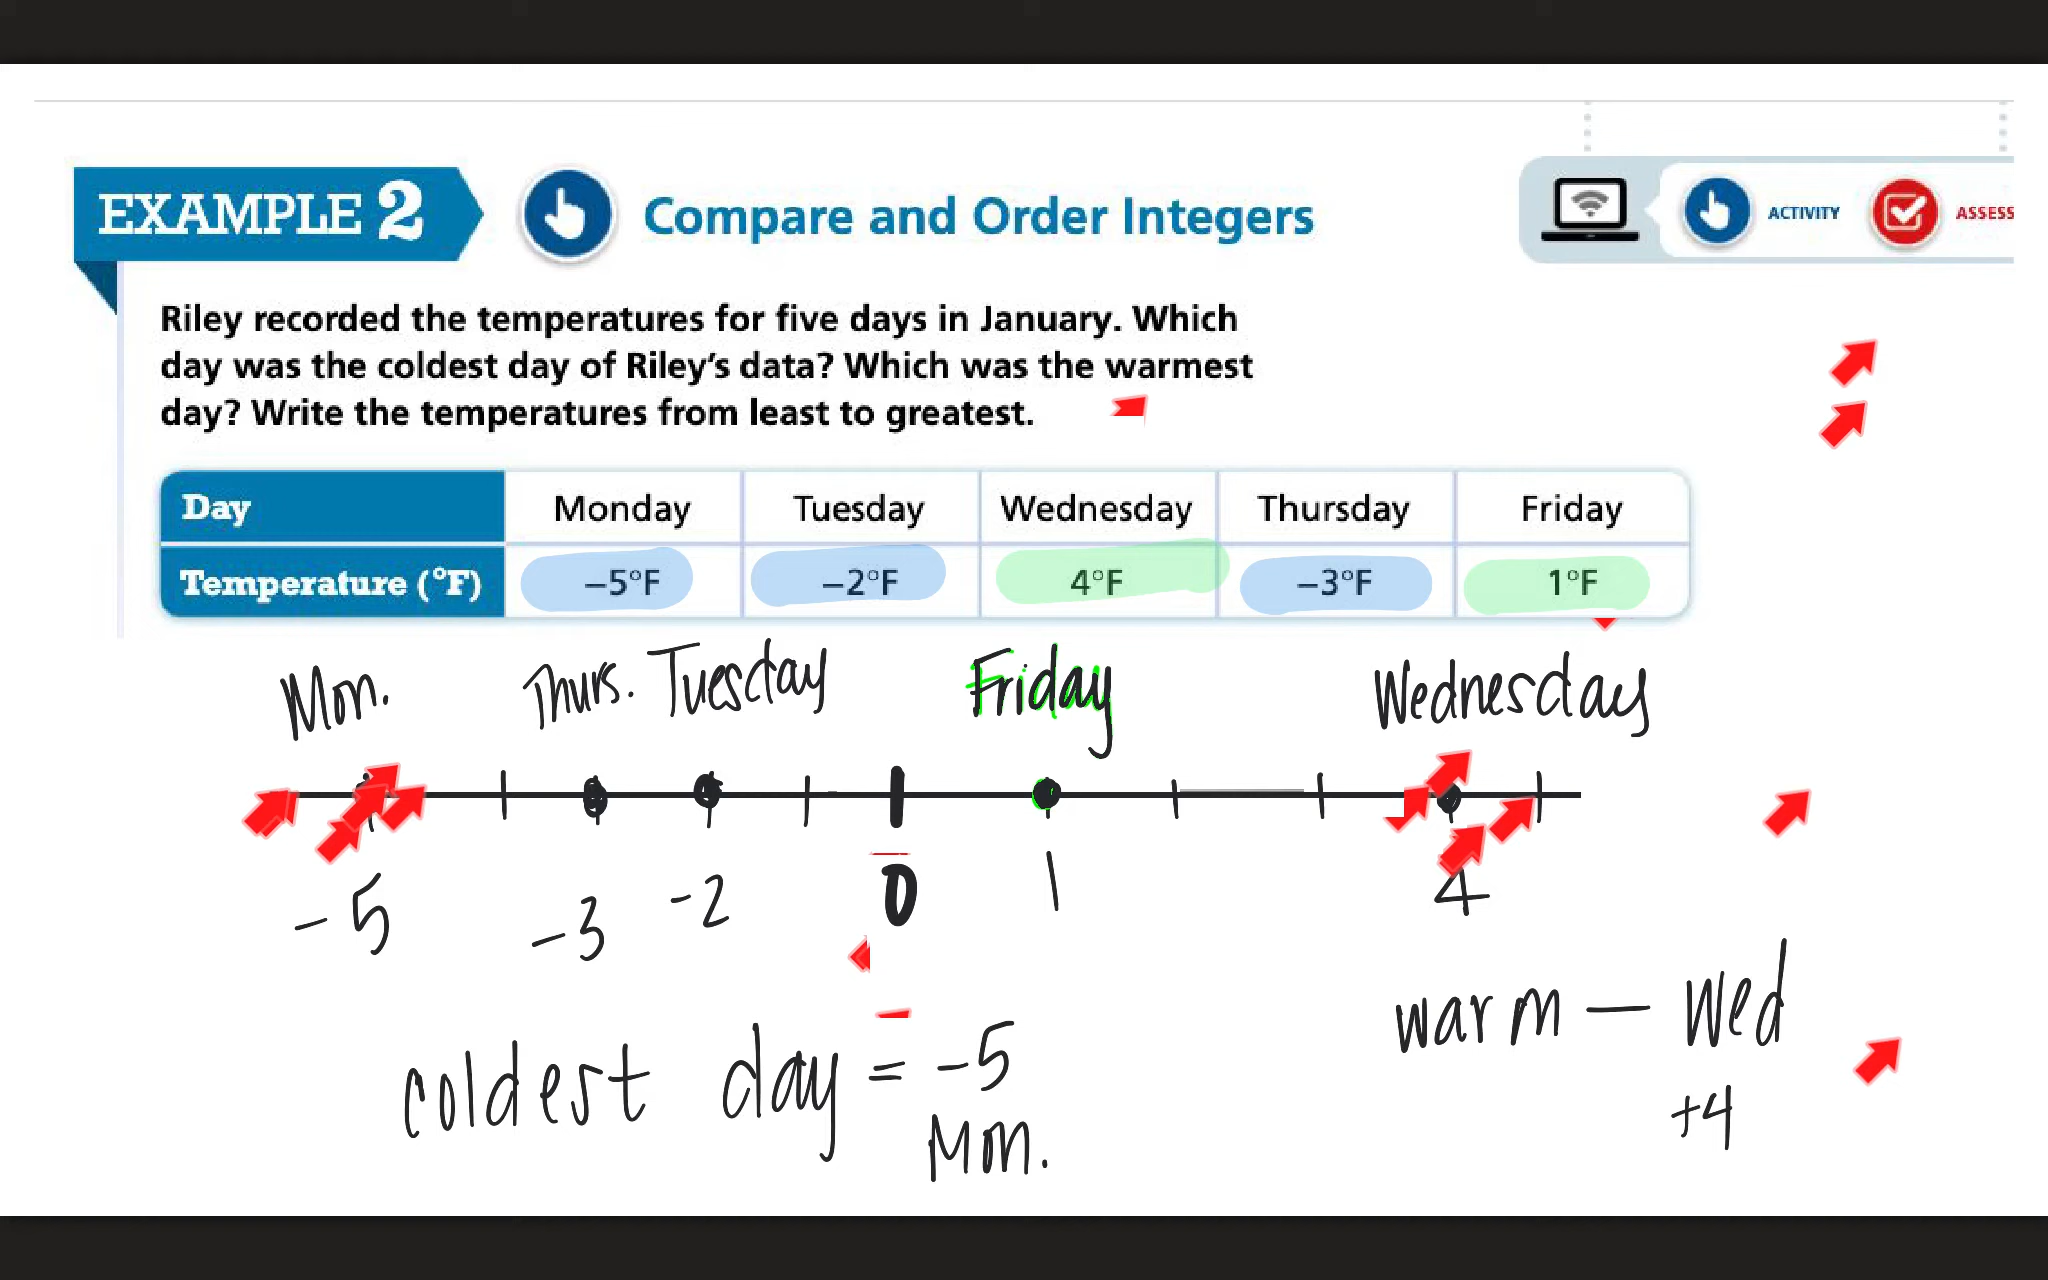 EXAMPLE 2 Compare and Order Integers
ACTIVITY ASSESS
Riley recorded the temperatures for five days in January. Which
day was the coldest day of Riley's data? Which was the warmest
day? Write the temperatures from least to greatest.
Day Monday Tuesday Wednesday Thursday Friday
Temperature (°F) –5°F –2°F 4°F –3°F 1°F
Mon. Thurs. Tuesday Friday Wednesday
-5 -3 -2 0 1 4
warm — Wed
+4
coldest day = -5
Mon.